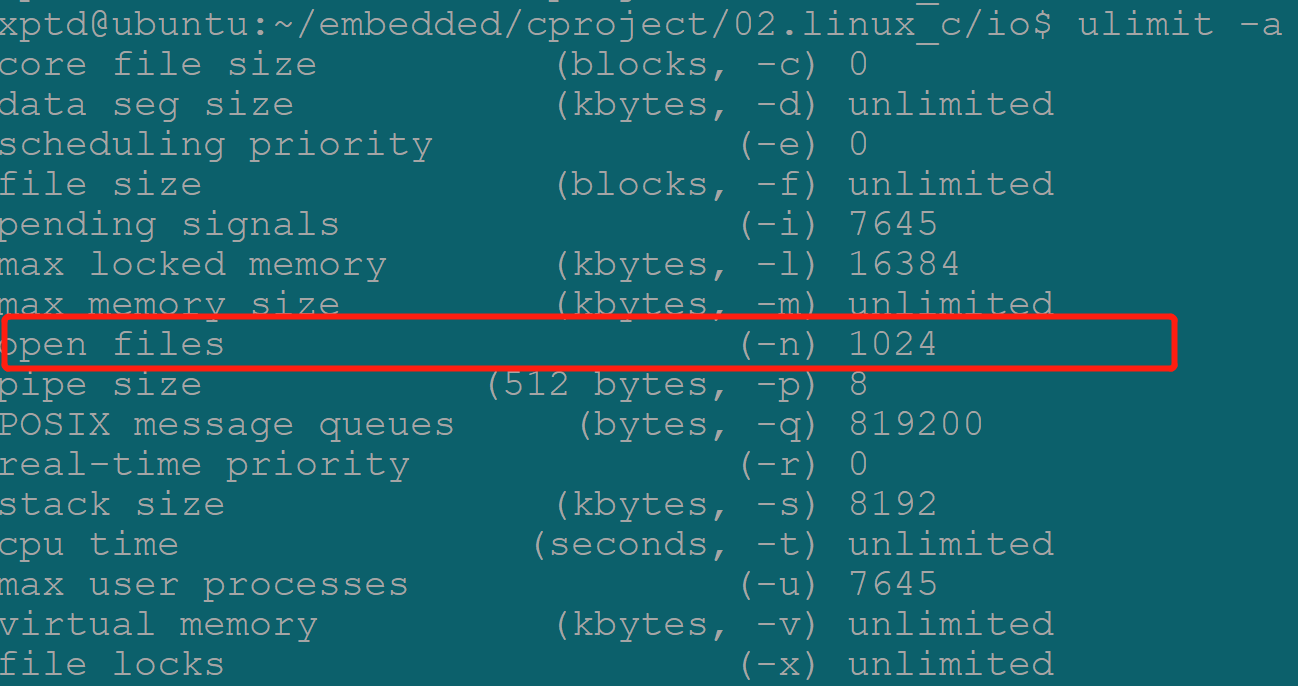 xptd@ubuntu:~/embedded/cproject/02.linux_c/io$ ulimit -a
core file size          (blocks, -c) 0
data seg size           (kbytes, -d) unlimited
scheduling priority             (-e) 0
file size               (blocks, -f) unlimited
pending signals                 (-i) 7645
max locked memory       (kbytes, -l) 16384
max memory size         (kbytes, -m) unlimited
open files                      (-n) 1024
pipe size            (512 bytes, -p) 8
POSIX message queues     (bytes, -q) 819200
real-time priority              (-r) 0
stack size              (kbytes, -s) 8192
cpu time               (seconds, -t) unlimited
max user processes              (-u) 7645
virtual memory          (kbytes, -v) unlimited
file locks                      (-x) unlimited